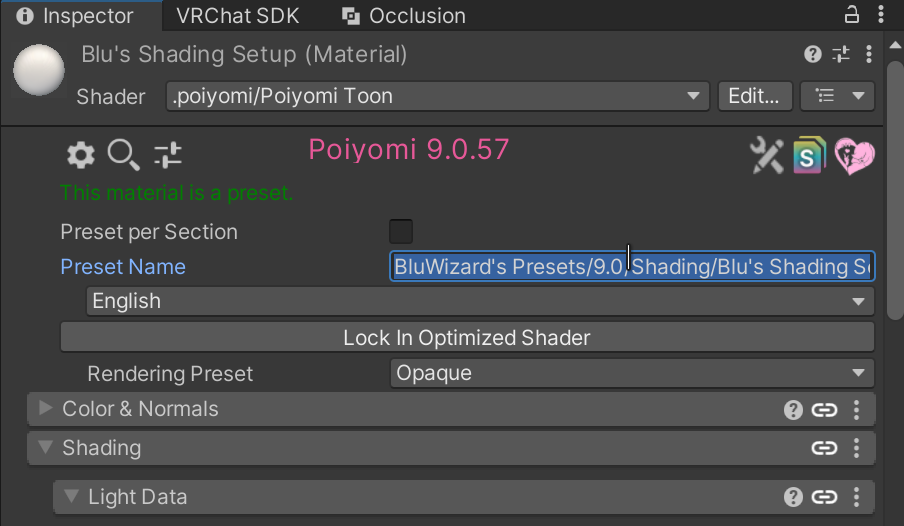 Inspector VRChat SDK Occlusion
Blu's Shading Setup (Material)
Shader .poiyomi/Poiyomi Toon Edit...
Poiyomi 9.0.57
S
This material is a preset.
Preset per Section
Preset Name BluWizard's Presets/9.0/Shading/Blu's Shading Se
English
Lock In Optimized Shader
Rendering Preset Opaque
Color & Normals
Shading
Light Data